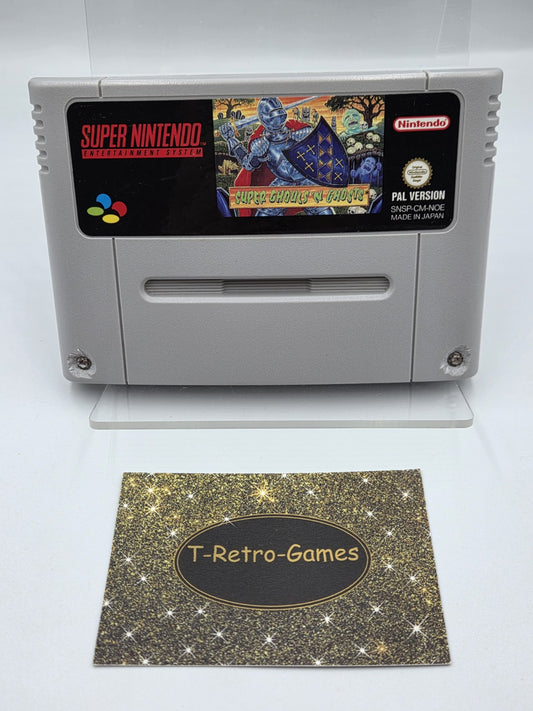 SUPER NINTENDO
ENTERTAINMENT SYSTEM
SUPER GHOULS 'N GHOSTS
Nintendo
PAL VERSION
SNSP-CM-NOE
MADE IN JAPAN
T-Retro-Games